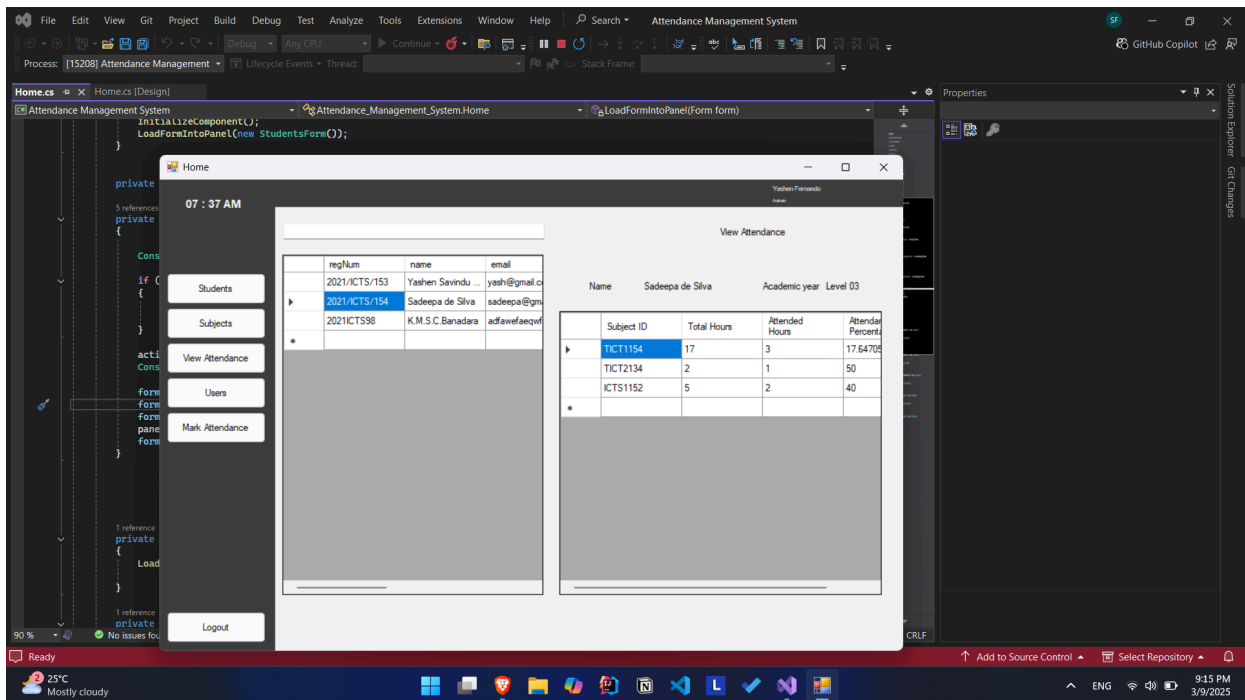 File Edit View Git Project Build Debug Test Analyze Tools Extensions Window Help Search Attendance Management System SF
Debug Any CPU Continue GitHub Copilot
Process: [15208] Attendance Management Lifecycle Events Thread: Stack Frame:
Home.cs Home.cs [Design] Properties
Attendance Management System Attendance_Management_System.Home LoadFormIntoPanel(Form form)
Solution Explorer
Git Changes
InitializeComponent();
LoadFormIntoPanel(new StudentsForm());
}
private
5 references
private
{
Cons
if (
{
}
acti
Cons
form
form
form
pane
form
}
1 reference
private
{
Load
}
1 reference
private
Home
Yashen Fernando
Admin
07 : 37 AM
Students
Subjects
View Attendance
Users
Mark Attendance
Logout
View Attendance
regNum name email
2021/ICTS/153 Yashen Savindu ... yash@gmail.co
2021/ICTS/154 Sadeepa de Silva sadeepa@gm
2021ICTS98 K.M.S.C.Banadara adfawefaeqwf
Name Sadeepa de Silva Academic year Level 03
Subject ID Total Hours Attended Hours Attendar Percenta
TICT1154 17 3 17.64705
TICT2134 2 1 50
ICTS1152 5 2 40
90 % No issues fou CRLF
Ready Add to Source Control Select Repository
2 25°C
Mostly cloudy
ENG 9:15 PM
3/9/2025